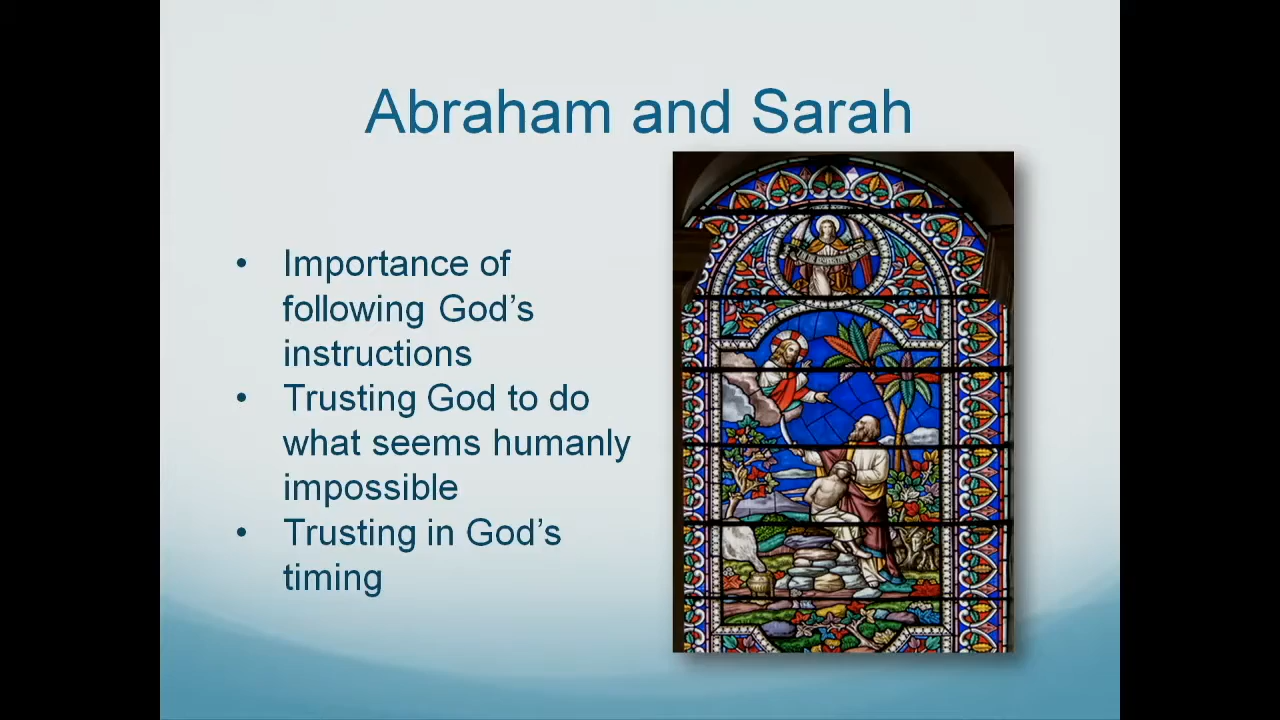 Abraham and Sarah
• Importance of
following God’s
instructions
• Trusting God to do
what seems humanly
impossible
• Trusting in God’s
timing